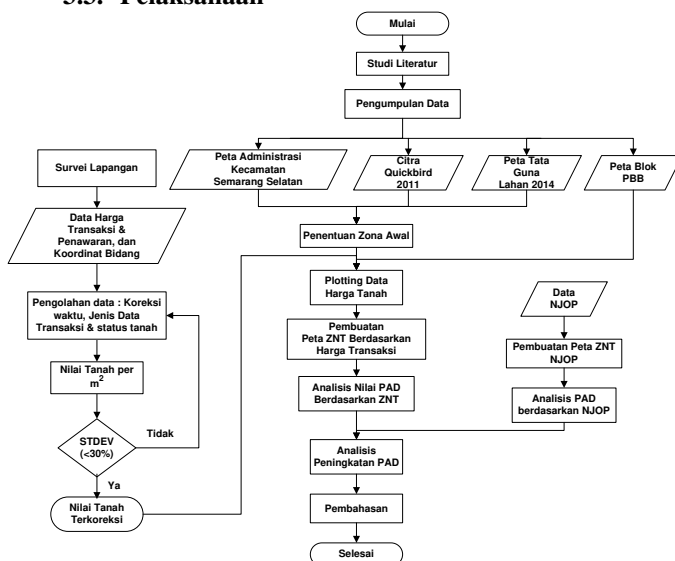 3.3. Pelaksanaan
Mulai
Studi Literatur
Pengumpulan Data
Peta Administrasi
Kecamatan
Semarang Selatan
Citra
Quickbird
2011
Peta Tata
Guna
Lahan 2014
Peta Blok
PBB
Survei Lapangan
Data Harga
Transaksi &
Penawaran, dan
Koordinat Bidang
Pengolahan data : Koreksi
waktu, Jenis Data
Transaksi & status tanah
Nilai Tanah per
m²
STDEV
(<30%)
Tidak
Ya
Nilai Tanah
Terkoreksi
Penentuan Zona Awal
Plotting Data
Harga Tanah
Pembuatan
Peta ZNT Berdasarkan
Harga Transaksi
Analisis Nilai PAD
Berdasarkan ZNT
Data
NJOP
Pembuatan Peta ZNT
NJOP
Analisis PAD
berdasarkan NJOP
Analisis
Peningkatan PAD
Pembahasan
Selesai